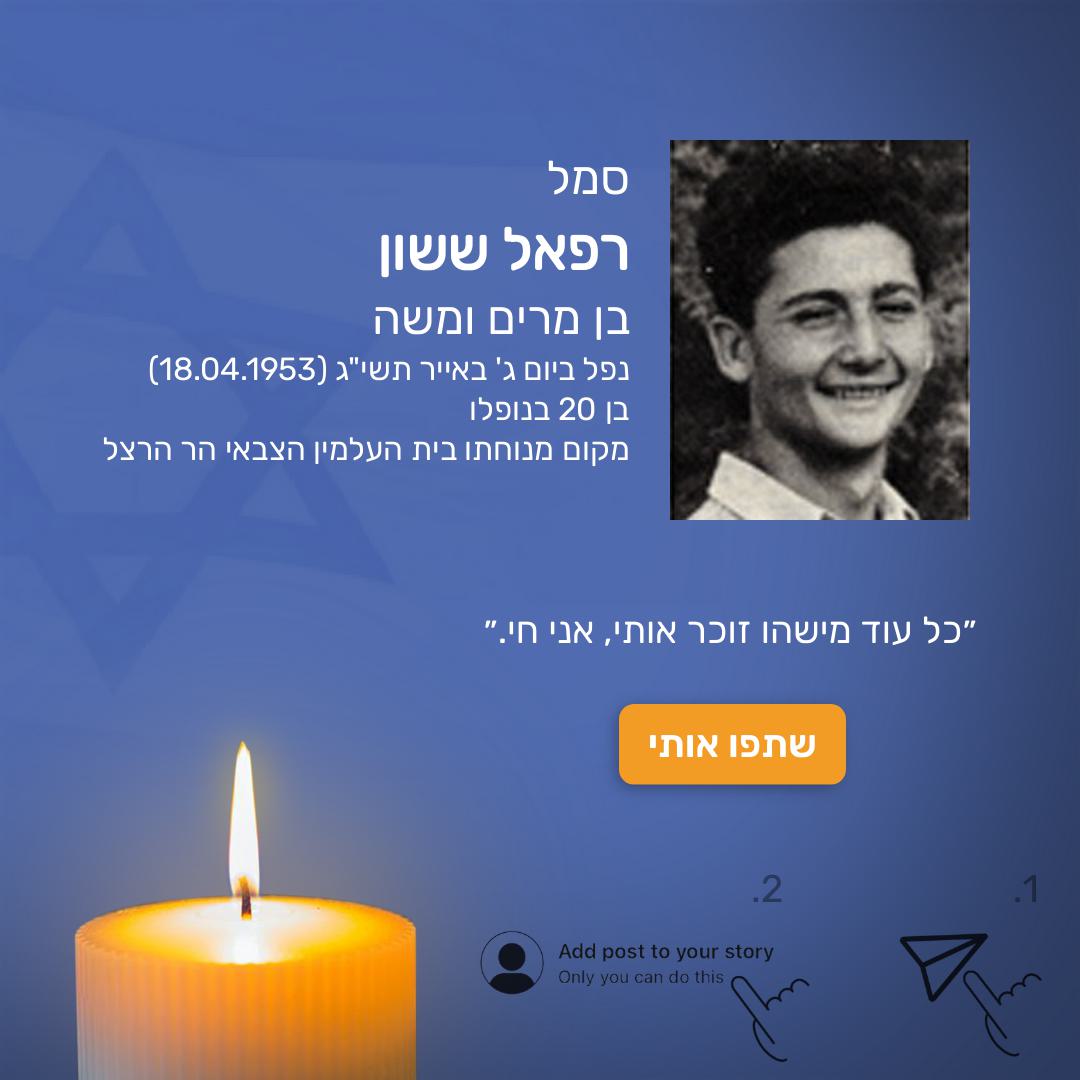 סמל
רפאל ששון
בן מרים ומשה
נפל ביום ג' באייר תשי"ג (18.04.1953)
בן 20 בנופלו
מקום מנוחתו בית העלמין הצבאי הר הרצל
״כל עוד מישהו זוכר אותי, אני חי.״
שתפו אותי
.1
.2
Add post to your story
Only you can do this